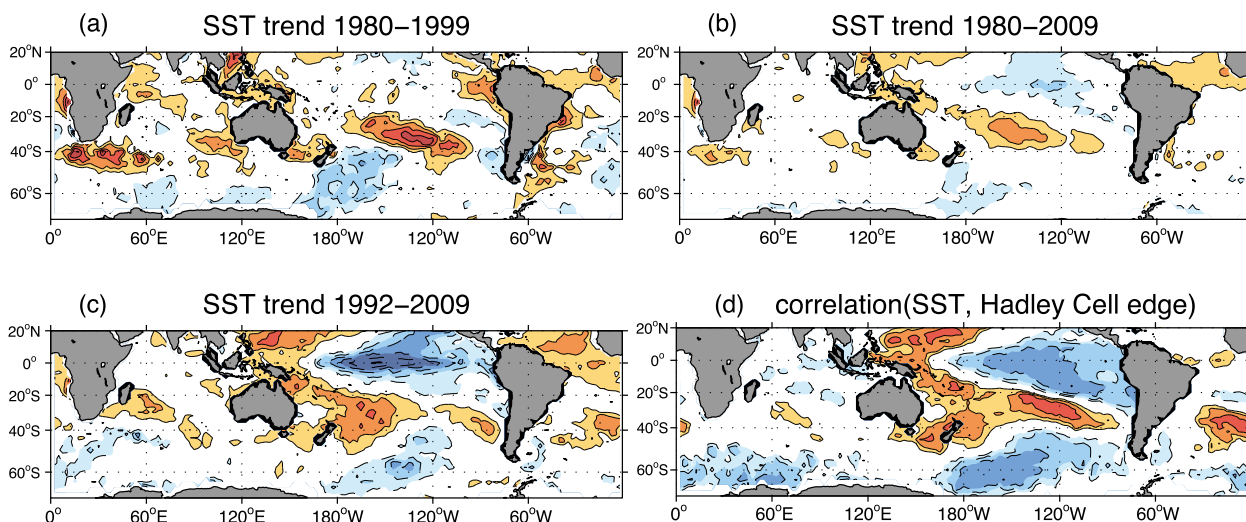 (a) SST trend 1980−1999
(b) SST trend 1980−2009
20°N
0°
20°S
40°S
60°S
0° 60°E 120°E 180°W 120°W 60°W
20°N
0°
20°S
40°S
60°S
0° 60°E 120°E 180°W 120°W 60°W
(c) SST trend 1992−2009
(d) correlation(SST, Hadley Cell edge)
20°N
0°
20°S
40°S
60°S
0° 60°E 120°E 180°W 120°W 60°W
20°N
0°
20°S
40°S
60°S
0° 60°E 120°E 180°W 120°W 60°W